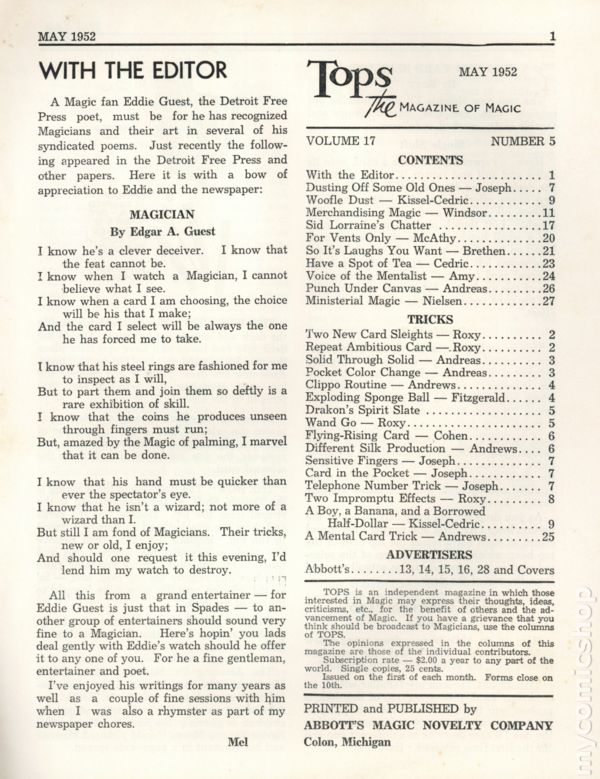 MAY 1952 1
WITH THE EDITOR
A Magic fan Eddie Guest, the Detroit Free
Press poet, must be for he has recognized
Magicians and their art in several of his
syndicated poems. Just recently the follow-
ing appeared in the Detroit Free Press and
other papers. Here it is with a bow of
appreciation to Eddie and the newspaper:
MAGICIAN
By Edgar A. Guest
I know he's a clever deceiver. I know that
the feat cannot be.
I know when I watch a Magician, I cannot
believe what I see.
I know when a card I am choosing, the choice
will be his that I make;
And the card I select will be always the one
he has forced me to take.
I know that his steel rings are fashioned for me
to inspect as I will,
But to part them and join them so deftly is a
rare exhibition of skill.
I know that the coins he produces unseen
through fingers must run;
But, amazed by the Magic of palming, I marvel
that it can be done.
I know that his hand must be quicker than
ever the spectator's eye.
I know that he isn't a wizard; not more of a
wizard than I.
But still I am fond of Magicians. Their tricks,
new or old, I enjoy;
And should one request it this evening, I'd
lend him my watch to destroy.
All this from a grand entertainer — for
Eddie Guest is just that in Spades — to an-
other group of entertainers should sound very
fine to a Magician. Here's hopin' you lads
deal gently with Eddie's watch should he offer
it to any one of you. For he a fine gentleman,
entertainer and poet.
I've enjoyed his writings for many years as
well as a couple of fine sessions with him
when I was also a rhymster as part of my
newspaper chores.
Mel
Tops MAY 1952
The MAGAZINE OF MAGIC
VOLUME 17 NUMBER 5
CONTENTS
With the Editor........................ 1
Dusting Off Some Old Ones — Joseph..... 7
Woofle Dust — Kissel-Cedric............ 9
Merchandising Magic — Windsor..........11
Sid Lorraine's Chatter ................17
For Vents Only — McAthy................20
So It's Laughs You Want — Brethen......21
Have a Spot of Tea — Cedric............23
Voice of the Mentalist — Amy...........24
Punch Under Canvas — Andreas...........26
Ministerial Magic — Nielsen............27
TRICKS
Two New Card Sleights — Roxy.......... 2
Repeat Ambitious Card — Roxy.......... 2
Solid Through Solid — Andreas......... 3
Pocket Color Change — Andreas......... 3
Clippo Routine — Andrews.............. 4
Exploding Sponge Ball — Fitzgerald.... 4
Drakon's Spirit Slate ................ 5
Wand Go — Roxy........................ 5
Flying-Rising Card — Cohen............ 6
Different Silk Production — Andrews... 6
Sensitive Fingers — Joseph............ 7
Card in the Pocket — Joseph........... 7
Telephone Number Trick — Joseph....... 7
Two Impromptu Effects — Roxy.......... 8
A Boy, a Banana, and a Borrowed
Half-Dollar — Kissel-Cedric........... 9
A Mental Card Trick — Andrews.........25
ADVERTISERS
Abbott's........13, 14, 15, 16, 28 and Covers
TOPS is an independent magazine in which those
interested in Magic may express their thoughts, ideas,
criticisms, etc., for the benefit of others and the ad-
vancement of Magic. If you have a grievance that you
think should be broadcast to Magicians, use the columns
of TOPS.
The opinions expressed in the columns of this
magazine are those of the individual contributors.
Subscription rate — $2.00 a year to any part of the
world. Single copies, 25 cents.
Issued on the first of each month. Forms close on
the 10th.
PRINTED and PUBLISHED by
ABBOTT'S MAGIC NOVELTY COMPANY
Colon, Michigan
mycomicshop